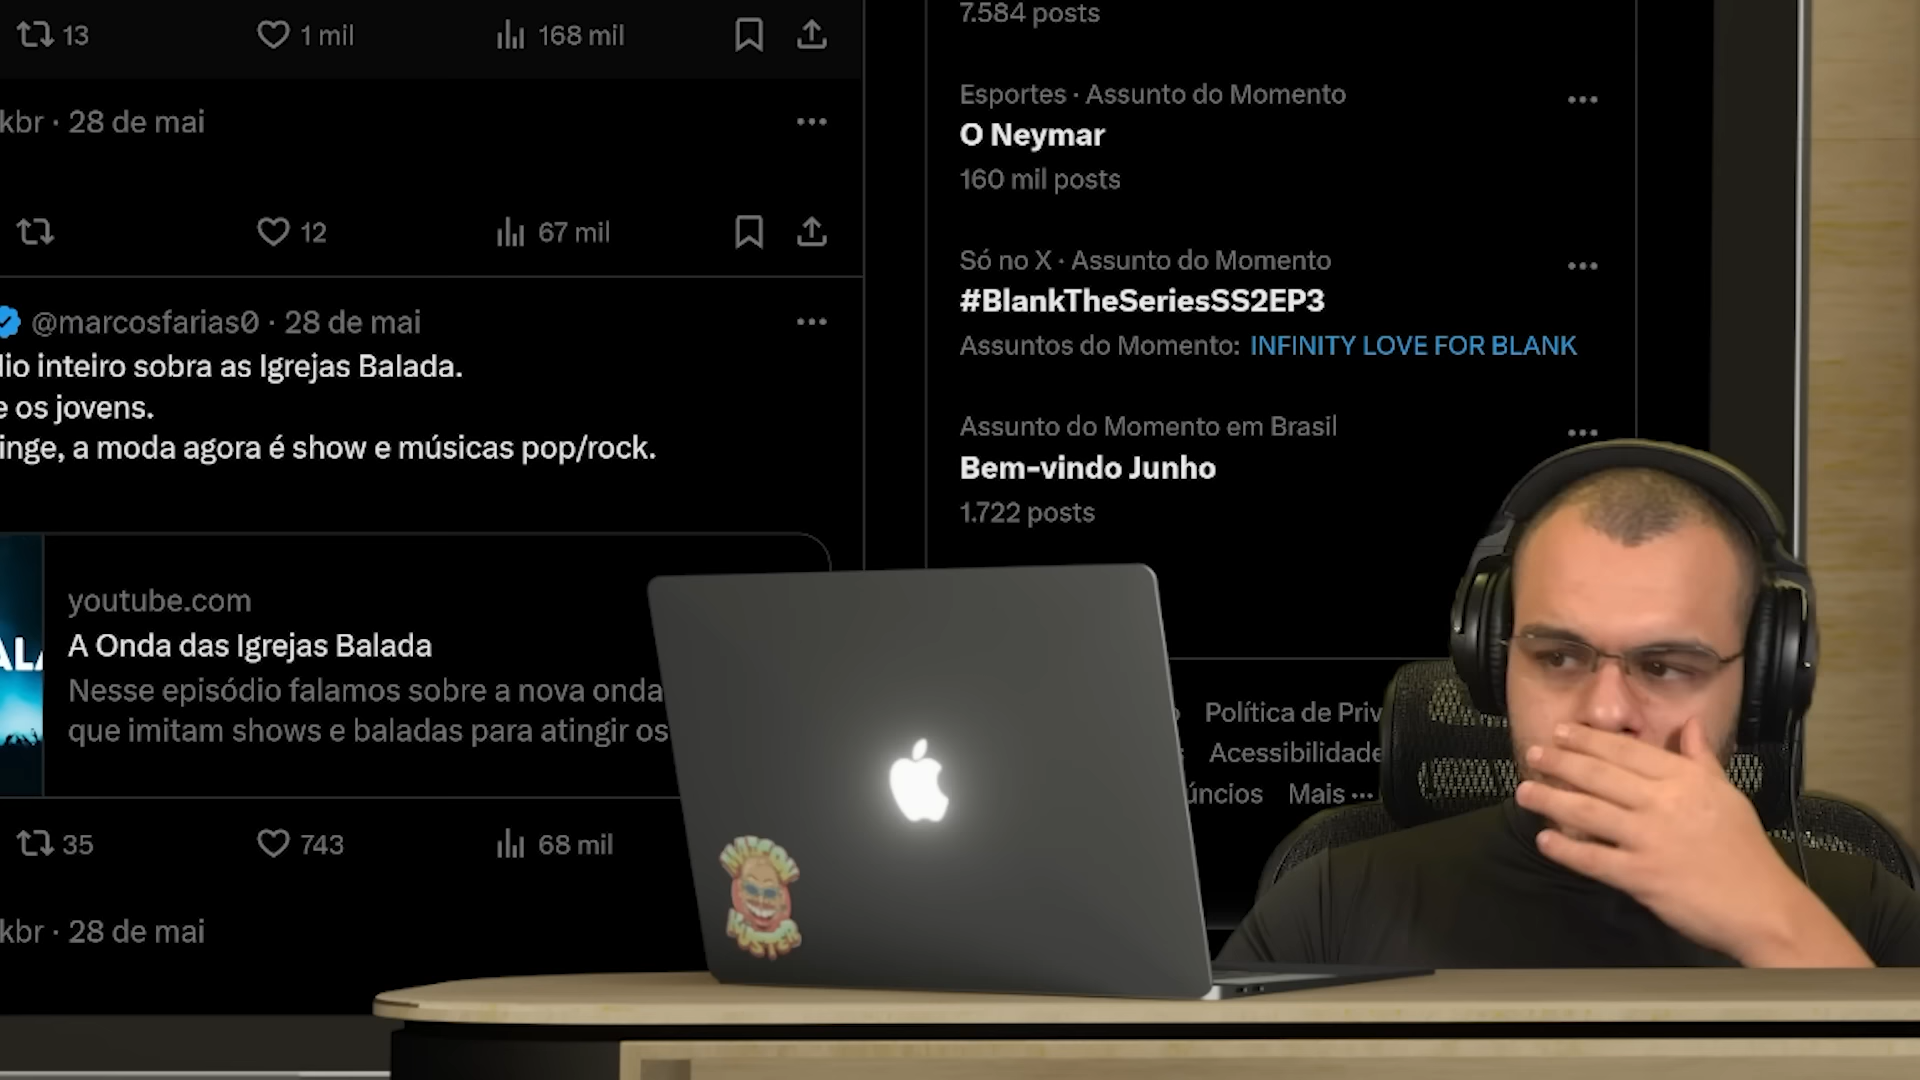 13
1 mil
168 mil
kbr · 28 de mai
12
67 mil
@marcosfarias0 · 28 de mai
inteiro sobra as Igrejas Balada.
os jovens.
a moda agora é show e músicas pop/rock.
youtube.com
A Onda das Igrejas Balada
Nesse episódio falamos sobre a nova onda
que imitam shows e baladas para atingir os
35
743
68 mil
kbr · 28 de mai
7.584 posts
Esportes · Assunto do Momento
O Neymar
160 mil posts
Só no X · Assunto do Momento
#BlankTheSeriesSS2EP3
Assuntos do Momento: INFINITY LOVE FOR BLANK
Assunto do Momento em Brasil
Bem-vindo Junho
1.722 posts
Política de Priv
Acessibilidade
úncios
Mais
KUSTER